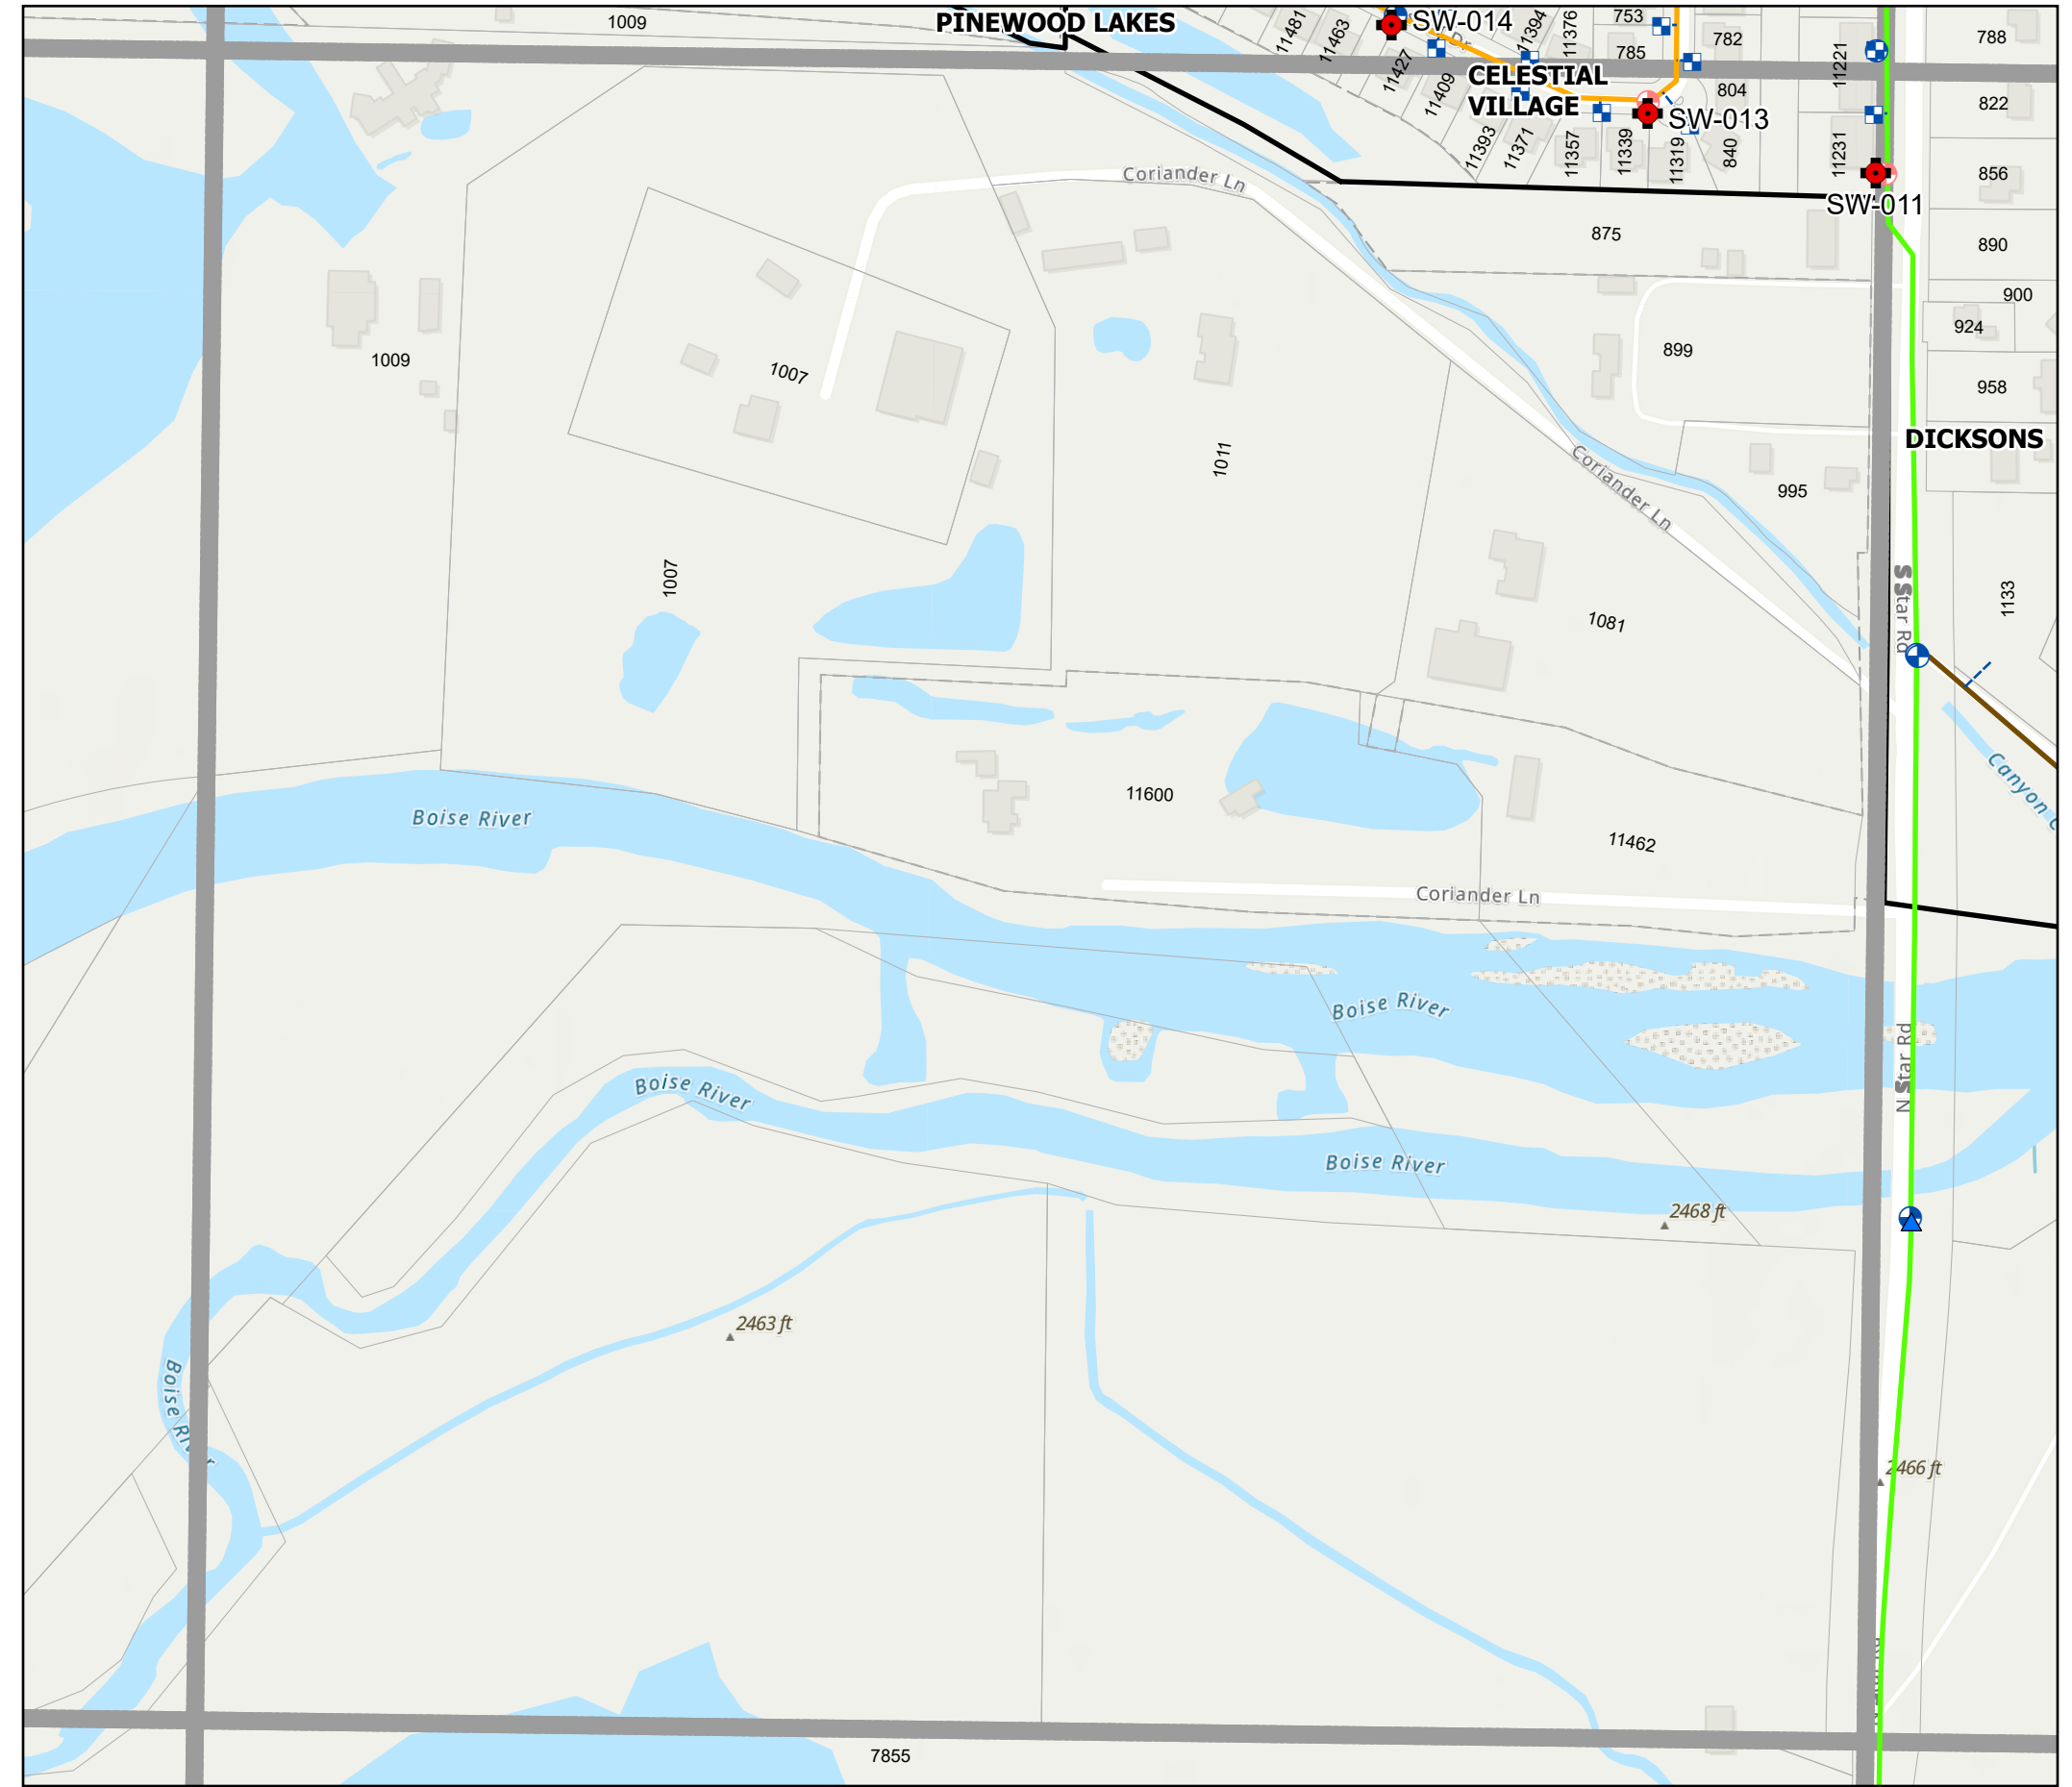 1009
PINEWOOD LAKES
11481
11463
SW-014
11427
11409
11394
11376
753
785
782
11221
788
CELESTIAL
VILLAGE
804
822
SW-013
11393
11371
11357
11339
11319
840
11231
856
SW-011
Coriander Ln
875
890
900
924
899
958
1009
1007
1011
DICKSONS
Coriander Ln
995
1007
1081
S Star Rd
1133
Boise River
11600
11462
Canyon C
Coriander Ln
Boise River
N Star Rd
Boise River
Boise River
2468 ft
2463 ft
Boise River
2466 ft
7855